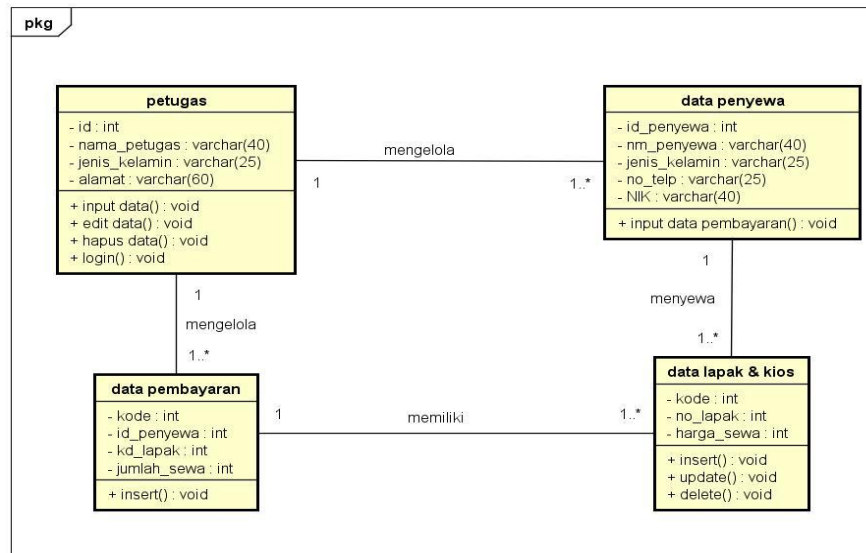 pkg
petugas
- id : int
- nama_petugas : varchar(40)
- jenis_kelamin : varchar(25)
- alamat : varchar(60)
+ input data() : void
+ edit data() : void
+ hapus data() : void
+ login() : void
mengelola
1
1..*
data penyewa
- id_penyewa : int
- nm_penyewa : varchar(40)
- jenis_kelamin : varchar(25)
- no_telp : varchar(25)
- NIK : varchar(40)
+ input data pembayaran() : void
1
mengelola
1..*
1
menyewa
1..*
data pembayaran
- kode : int
- id_penyewa : int
- kd_lapak : int
- jumlah_sewa : int
+ insert() : void
1
memiliki
1..*
data lapak & kios
- kode : int
- no_lapak : int
- harga_sewa : int
+ insert() : void
+ update() : void
+ delete() : void